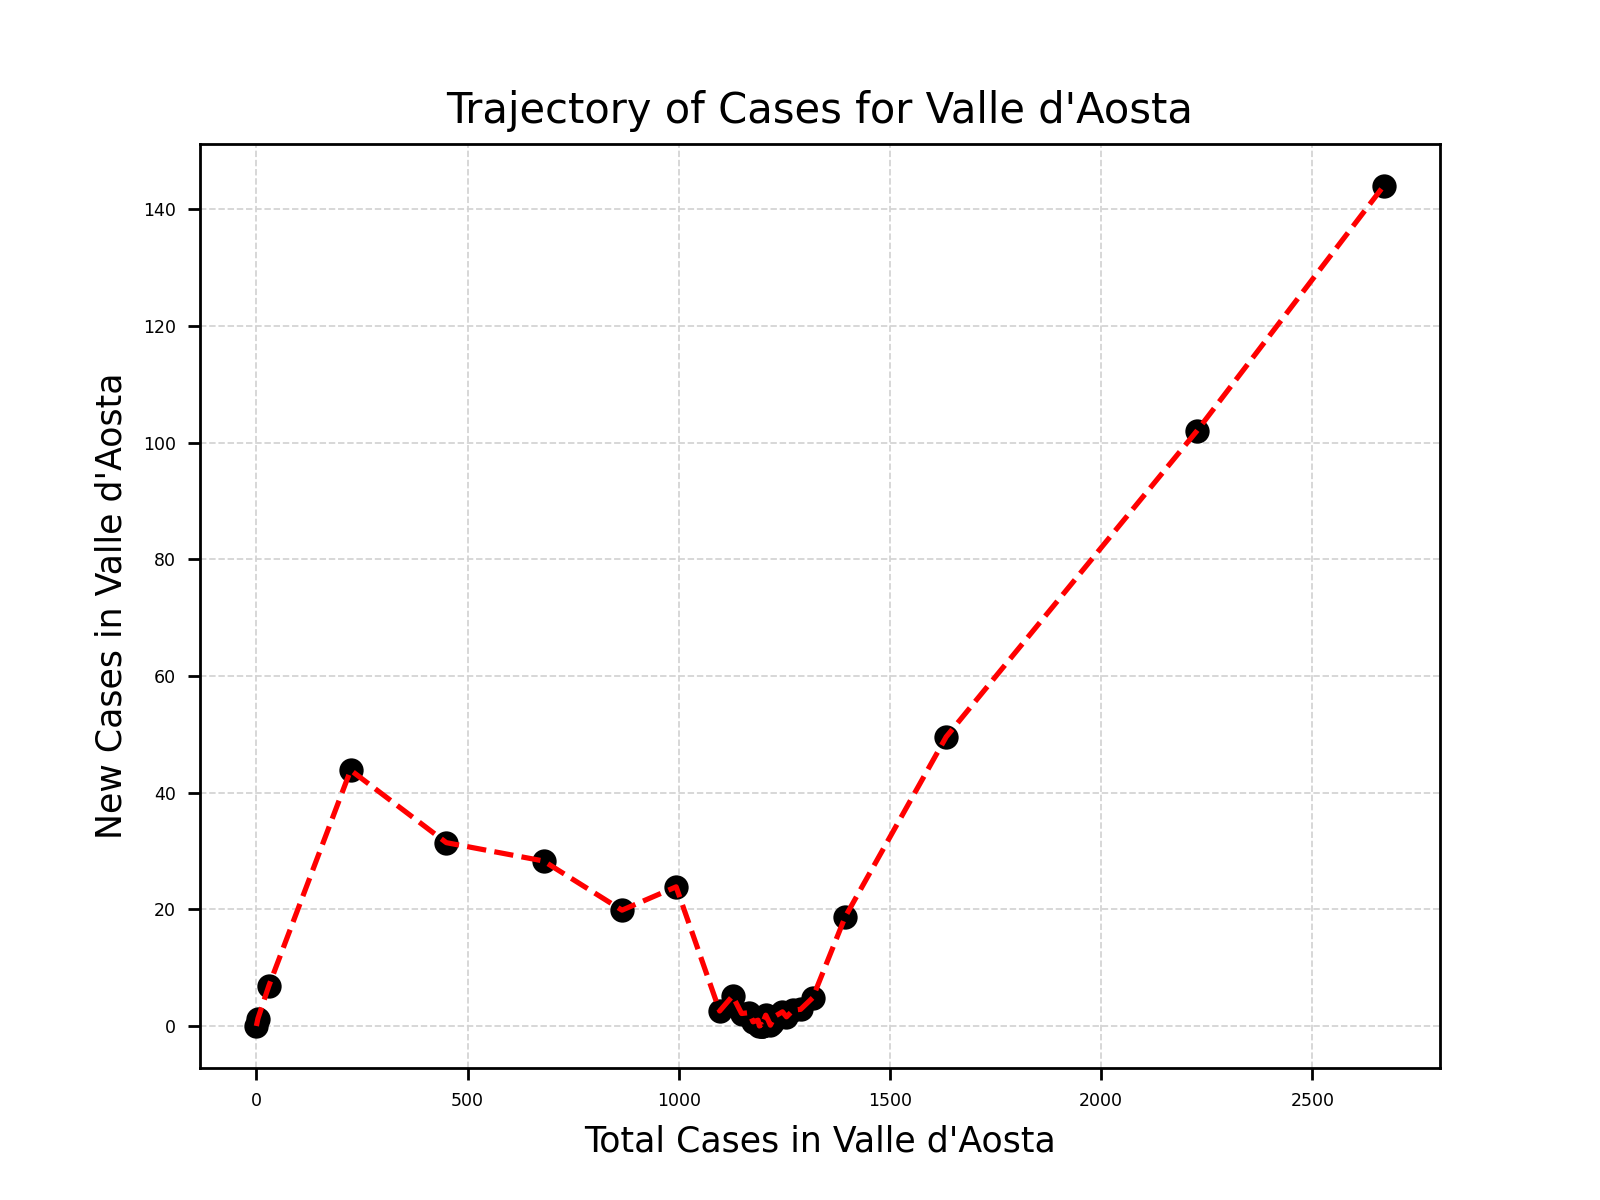 Trajectory of Cases for Valle d'Aosta
New Cases in Valle d'Aosta
140
120
100
80
60
40
20
0
0 500 1000 1500 2000 2500
Total Cases in Valle d'Aosta